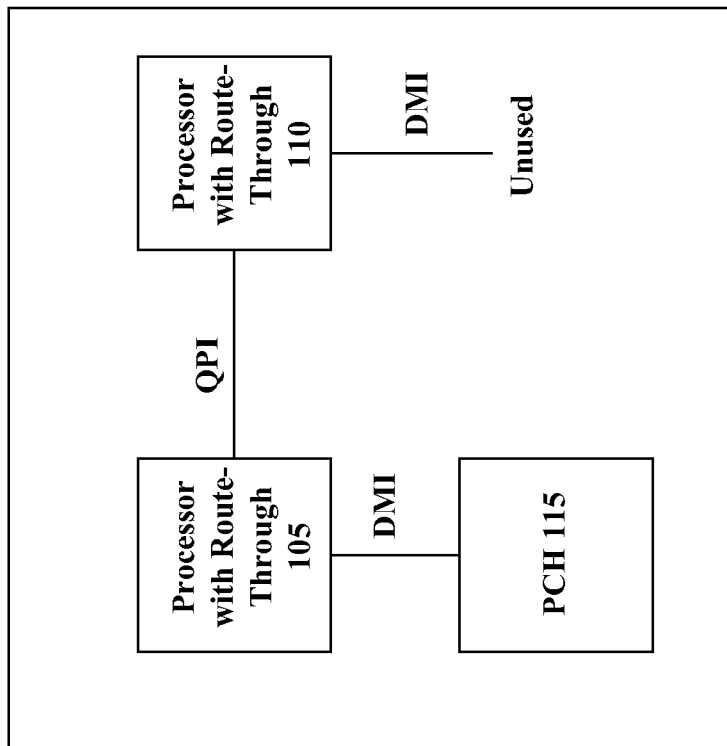 Processor
with Route-
Through
105
QPI
Processor
with Route-
Through
110
DMI
DMI
PCH 115
Unused